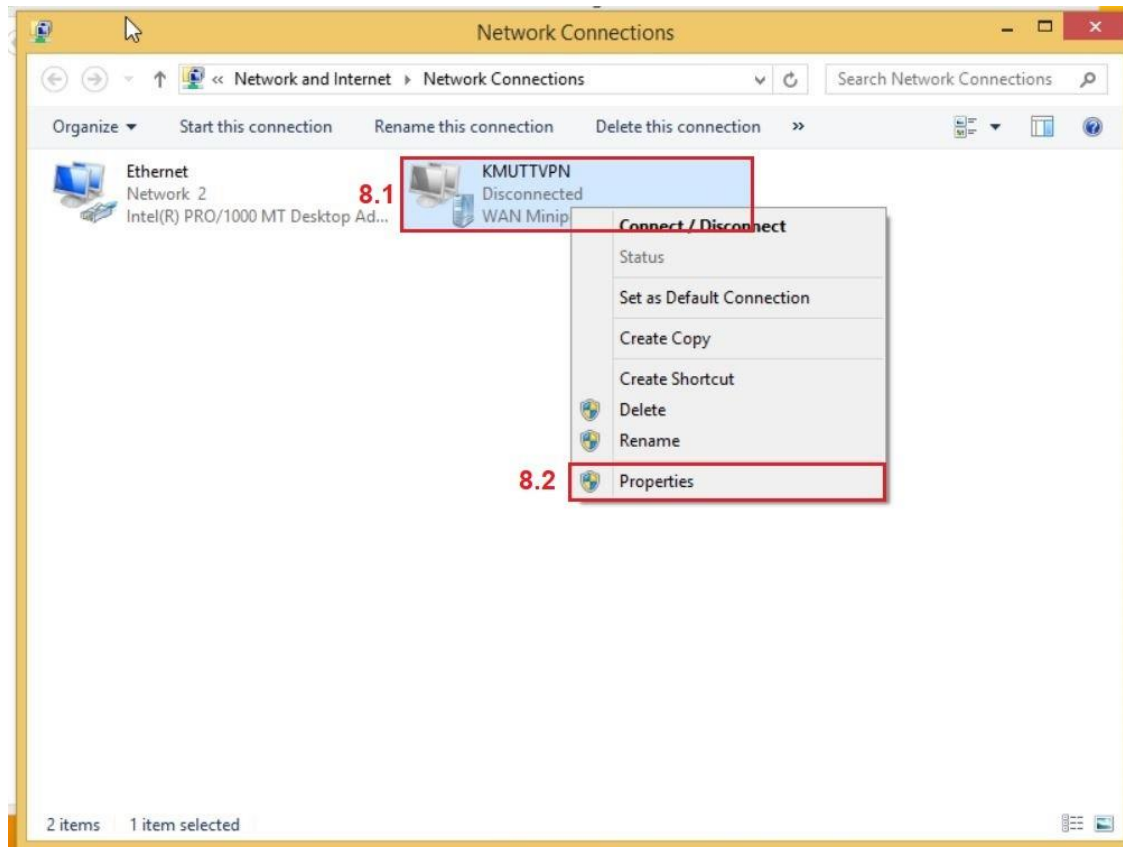 Network Connections
« Network and Internet Network Connections
Search Network Connections
Organize Start this connection Rename this connection Delete this connection »
Ethernet
Network 2
Intel(R) PRO/1000 MT Desktop Ad...
8.1
KMUTTVPN
Disconnected
WAN Minip
Connect / Disconnect
Status
Set as Default Connection
Create Copy
Create Shortcut
Delete
Rename
8.2
Properties
2 items 1 item selected